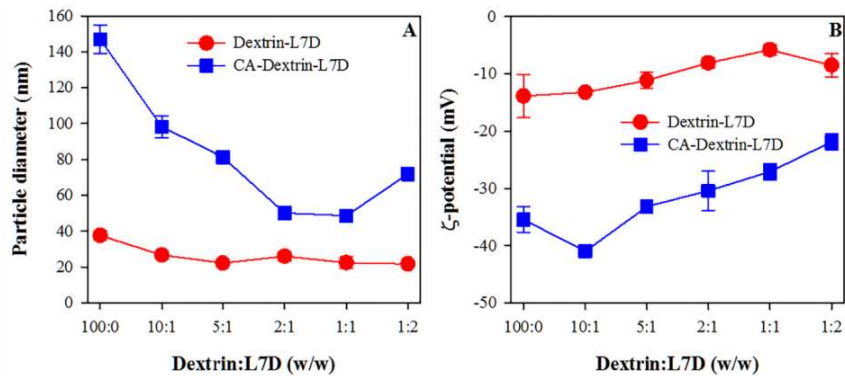 A
Dextrin-L7D
CA-Dextrin-L7D
Particle diameter (nm)
160
140
120
100
80
60
40
20
0
100:0 10:1 5:1 2:1 1:1 1:2
Dextrin:L7D (w/w)
B
Dextrin-L7D
CA-Dextrin-L7D
ζ-potential (mV)
0
-10
-20
-30
-40
-50
100:0 10:1 5:1 2:1 1:1 1:2
Dextrin:L7D (w/w)